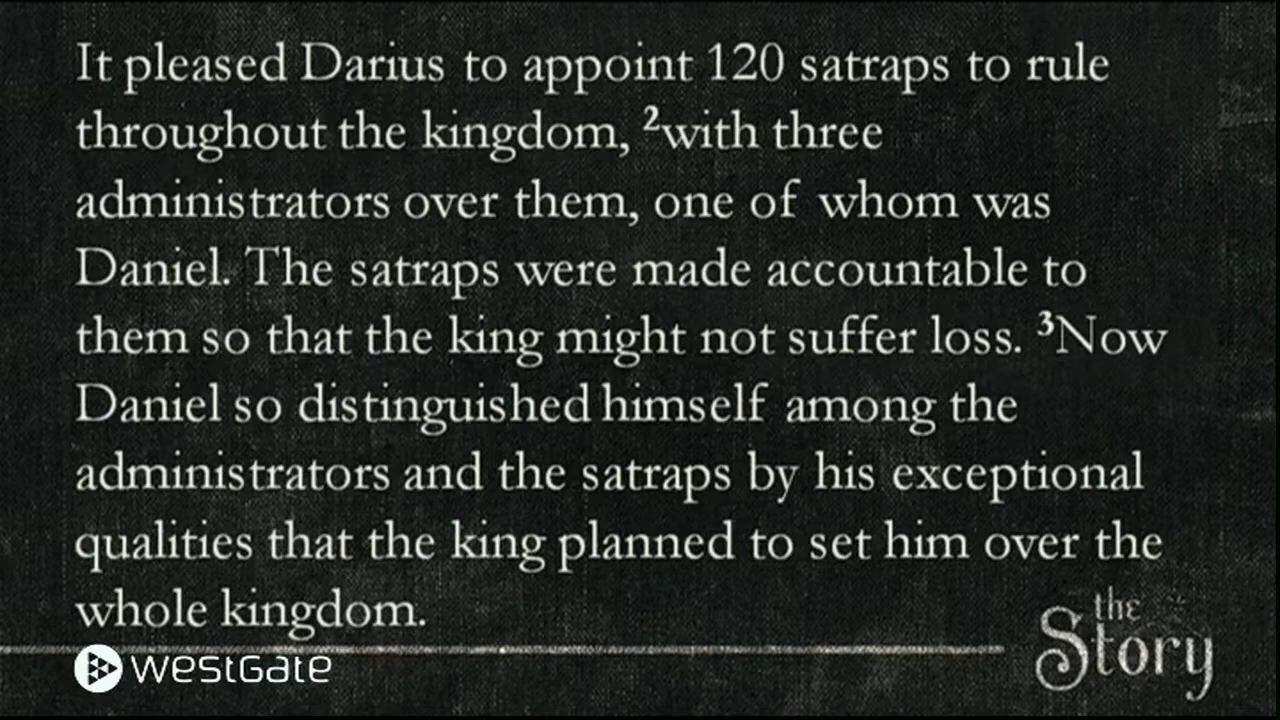 It pleased Darius to appoint 120 satraps to rule
throughout the kingdom, ²with three
administrators over them, one of whom was
Daniel. The satraps were made accountable to
them so that the king might not suffer loss. ³Now
Daniel so distinguished himself among the
administrators and the satraps by his exceptional
qualities that the king planned to set him over the
whole kingdom.
the
Story
westgate